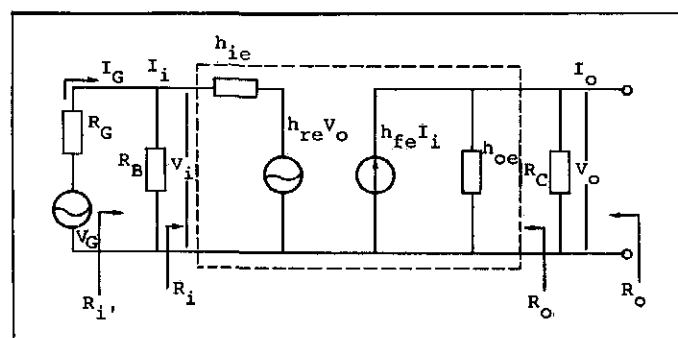 h_ie
I_G I_i I_o
R_G h_re V_o h_fe I_i h_oe
R_B V_i R_C V_o
V_G
R_i' R_i R_o R_o